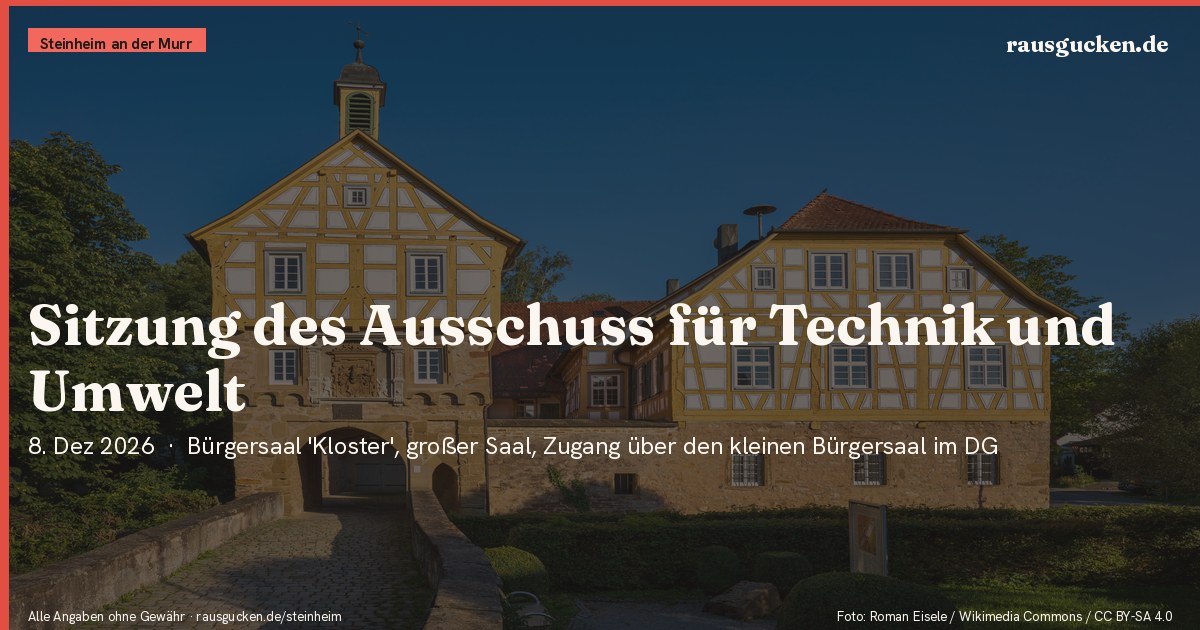 Steinheim an der Murr
rausgucken.de
Sitzung des Ausschuss für Technik und
Umwelt
8. Dez 2026 · Bürgersaal 'Kloster', großer Saal, Zugang über den kleinen Bürgersaal im DG
Alle Angaben ohne Gewähr · rausgucken.de/steinheim
Foto: Roman Eisele / Wikimedia Commons / CC BY-SA 4.0